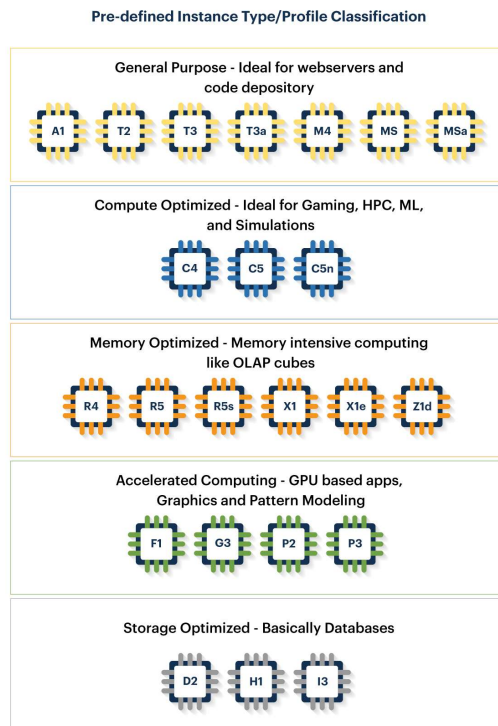 Pre-defined Instance Type/Profile Classification
General Purpose - Ideal for webservers and
code depository
A1 T2 T3 T3a M4 MS MSa
Compute Optimized - Ideal for Gaming, HPC, ML,
and Simulations
C4 C5 C5n
Memory Optimized - Memory intensive computing
like OLAP cubes
R4 R5 R5s X1 X1e Z1d
Accelerated Computing - GPU based apps,
Graphics and Pattern Modeling
F1 G3 P2 P3
Storage Optimized - Basically Databases
D2 H1 I3